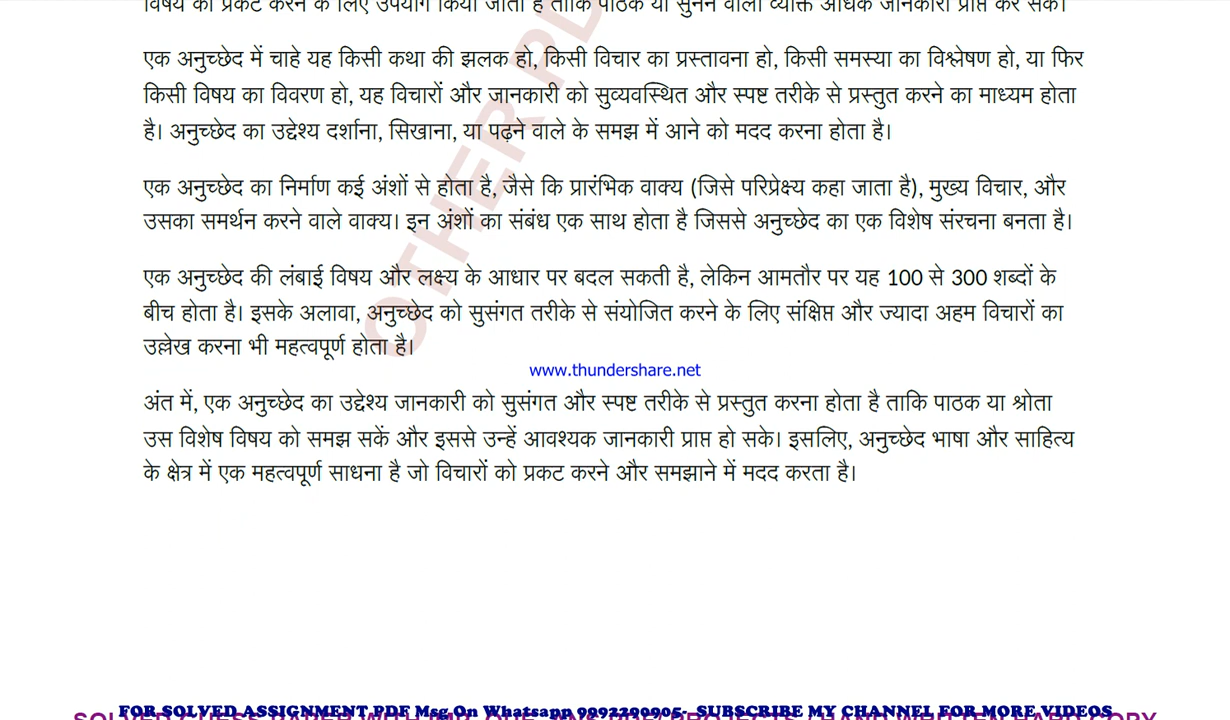 विषय को प्रकट करने के लिए उपयोग किया जाता है ताकि पाठक या सुनने वाला व्यक्ति अधिक जानकारी प्राप्त कर सके।
एक अनुच्छेद में चाहे यह किसी कथा की झलक हो, किसी विचार का प्रस्तावना हो, किसी समस्या का विश्लेषण हो, या फिर
किसी विषय का विवरण हो, यह विचारों और जानकारी को सुव्यवस्थित और स्पष्ट तरीके से प्रस्तुत करने का माध्यम होता
है। अनुच्छेद का उद्देश्य दर्शाना, सिखाना, या पढ़ने वाले के समझ में आने को मदद करना होता है।
एक अनुच्छेद का निर्माण कई अंशों से होता है, जैसे कि प्रारंभिक वाक्य (जिसे परिप्रेक्ष्य कहा जाता है), मुख्य विचार, और
उसका समर्थन करने वाले वाक्य। इन अंशों का संबंध एक साथ होता है जिससे अनुच्छेद का एक विशेष संरचना बनता है।
एक अनुच्छेद की लंबाई विषय और लक्ष्य के आधार पर बदल सकती है, लेकिन आमतौर पर यह 100 से 300 शब्दों के
बीच होता है। इसके अलावा, अनुच्छेद को सुसंगत तरीके से संयोजित करने के लिए संक्षिप्त और ज्यादा अहम विचारों का
उल्लेख करना भी महत्वपूर्ण होता है।
OTHER PD
www.thundershare.net
अंत में, एक अनुच्छेद का उद्देश्य जानकारी को सुसंगत और स्पष्ट तरीके से प्रस्तुत करना होता है ताकि पाठक या श्रोता
उस विशेष विषय को समझ सकें और इससे उन्हें आवश्यक जानकारी प्राप्त हो सके। इसलिए, अनुच्छेद भाषा और साहित्य
के क्षेत्र में एक महत्वपूर्ण साधना है जो विचारों को प्रकट करने और समझाने में मदद करता है।
FOR SOLVED ASSIGNMENT PDF Msg On Whatsapp 9992290905- SUBSCRIBE MY CHANNEL FOR MORE VIDEOS